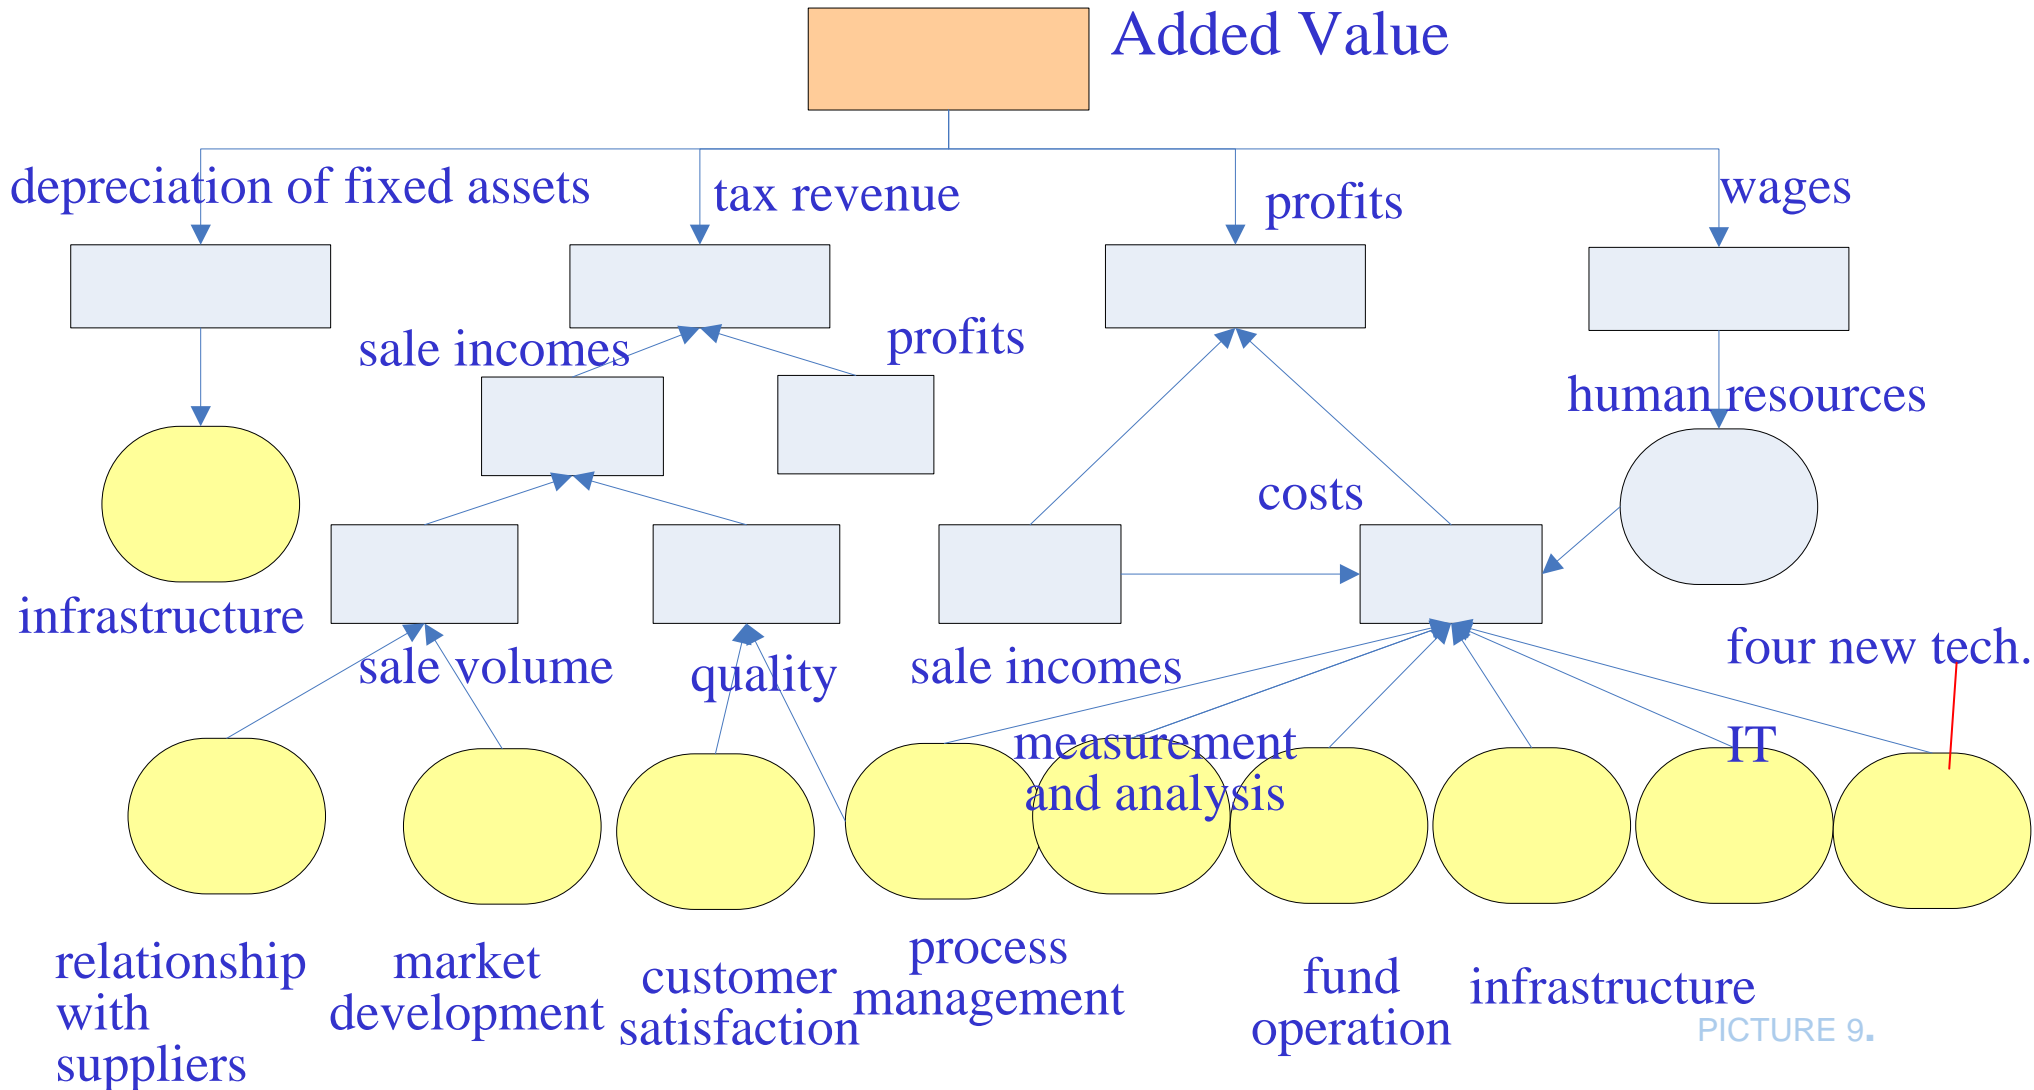 Added Value
depreciation of fixed assets
tax revenue
profits
wages
sale incomes
profits
human resources
costs
infrastructure
sale volume
quality
sale incomes
four new tech.
measurement
and analysis
IT
relationship
with
suppliers
market
development
customer
satisfaction
process
management
fund
operation
infrastructure
PICTURE 9.